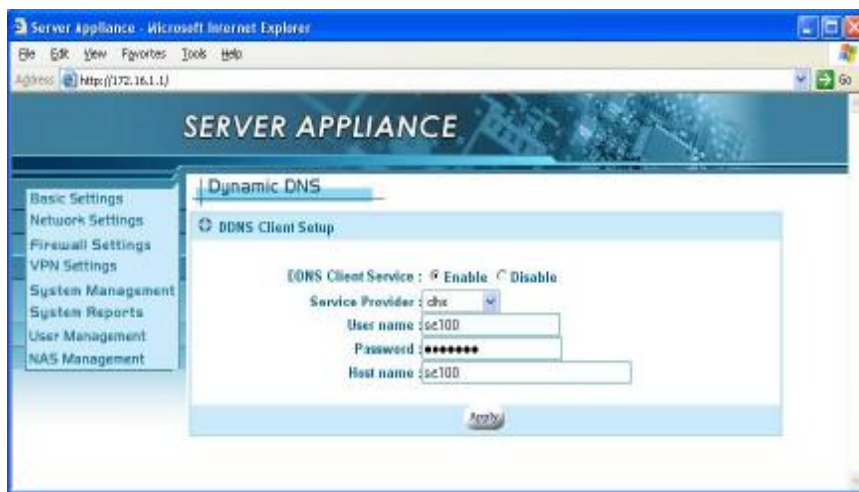 Server Appliance - Microsoft Internet Explorer
File Edit View Favorites Tools Help
Address http://172.16.1.1/ Go
SERVER APPLIANCE
Dynamic DNS
Basic Settings
Network Settings
Firewall Settings
VPN Settings
System Management
System Reports
User Management
NAS Management
DDNS Client Setup
DDNS Client Service : Enable Disable
Service Provider : dhs
User name : se100
Password : ●●●●●●●
Host name : se100
Apply